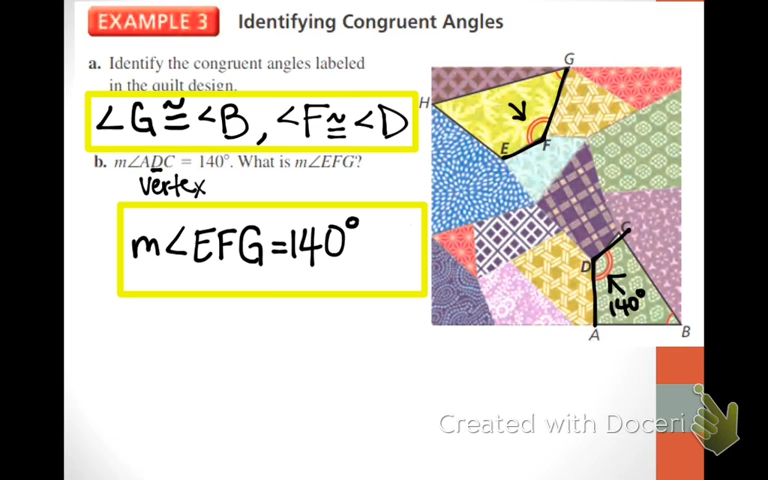 EXAMPLE 3 Identifying Congruent Angles
a. Identify the congruent angles labeled
in the quilt design.
∠G ≅ ∠B, ∠F ≅ ∠D
b. m∠ADC = 140°. What is m∠EFG?
vertex
m∠EFG = 140°
G
H
E
F
C
D
140°
A
B
Created with Doceri